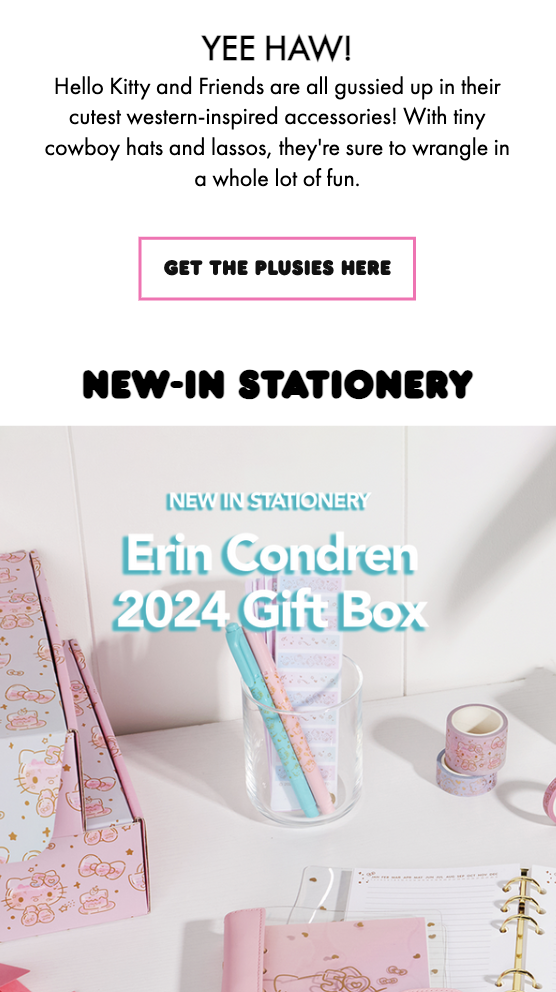 YEE HAW!
Hello Kitty and Friends are all gussied up in their
cutest western-inspired accessories! With tiny
cowboy hats and lassos, they're sure to wrangle in
a whole lot of fun.
GET THE PLUSIES HERE
NEW-IN STATIONERY
NEW IN STATIONERY
Erin Condren
2024 Gift Box